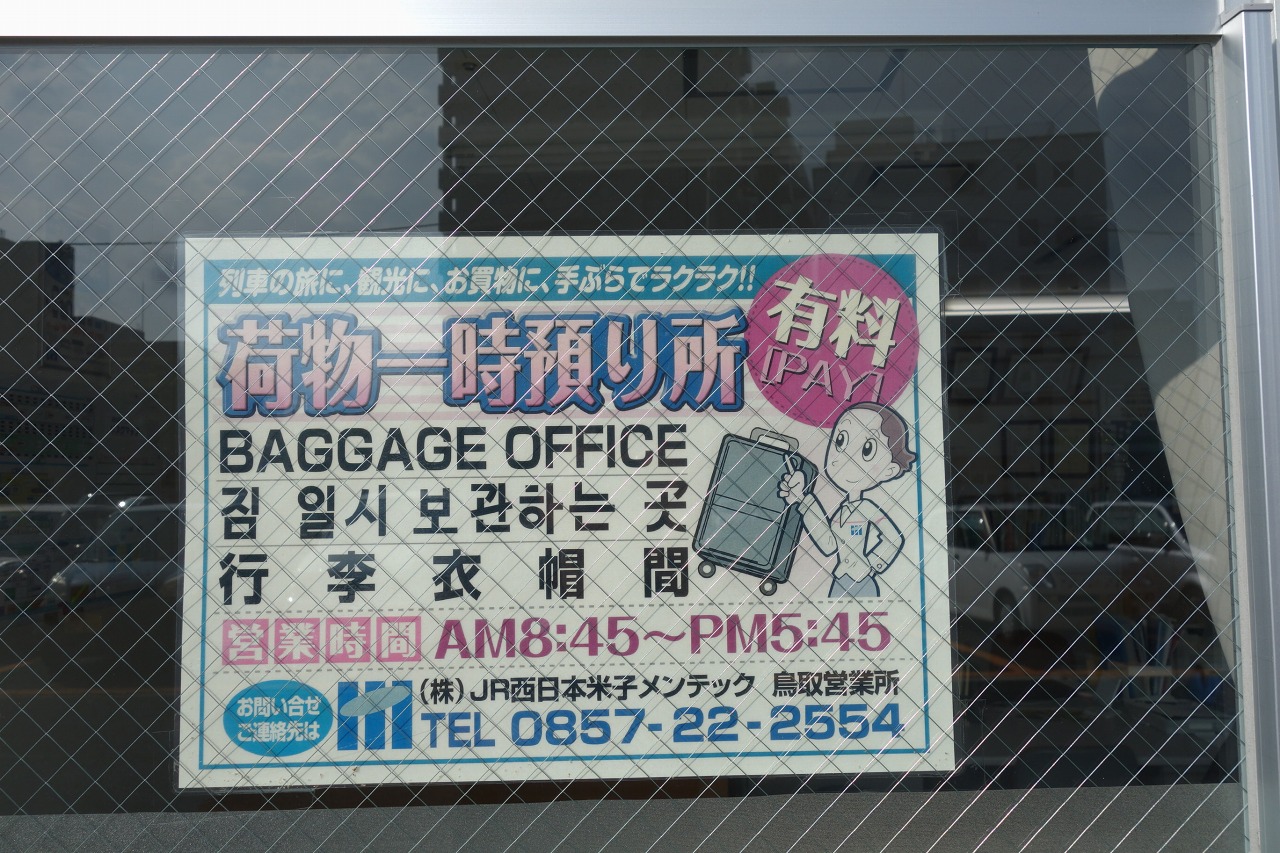 列車の旅に、観光に、お買物に、手ぶらでラクラク!!
有料
[PAY]
荷物一時預り所
BAGGAGE OFFICE
짐 일시 보관하는 곳
行李衣帽間
営業時間 AM8:45~PM5:45
お問い合せ
ご連絡先は
(株)JR西日本米子メンテック 鳥取営業所
TEL 0857-22-2554